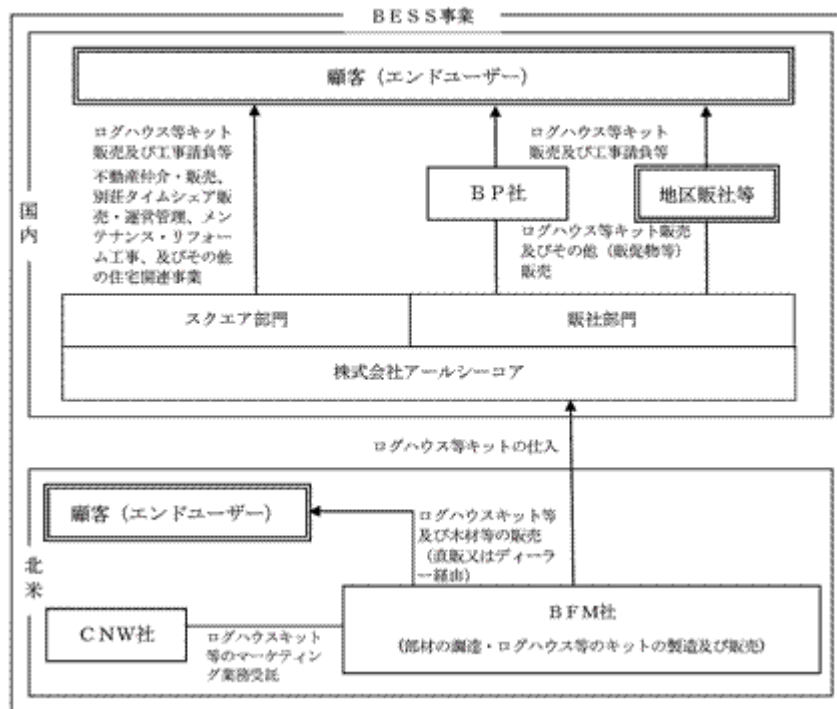 BESS事業
国内
顧客（エンドユーザー）
ログハウス等キット
販売及び工事請負等
不動産仲介・販売、
別荘タイムシェア販
売・運営管理、メン
テナンス・リフォー
ム工事、及びその他
の住宅関連事業
ログハウス等キット
販売及び工事請負等
BP社
地区販社等
ログハウス等キット販売
及びその他（販促物等）
販売
スクエア部門
販社部門
株式会社アールシーコア
ログハウス等キットの仕入
北米
顧客（エンドユーザー）
ログハウスキット等
及び木材等の販売
（直販又はディーラ
ー経由）
BFM社
（部材の調達・ログハウス等のキットの製造及び販売）
CNW社
ログハウスキット
等のマーケティン
グ業務受託